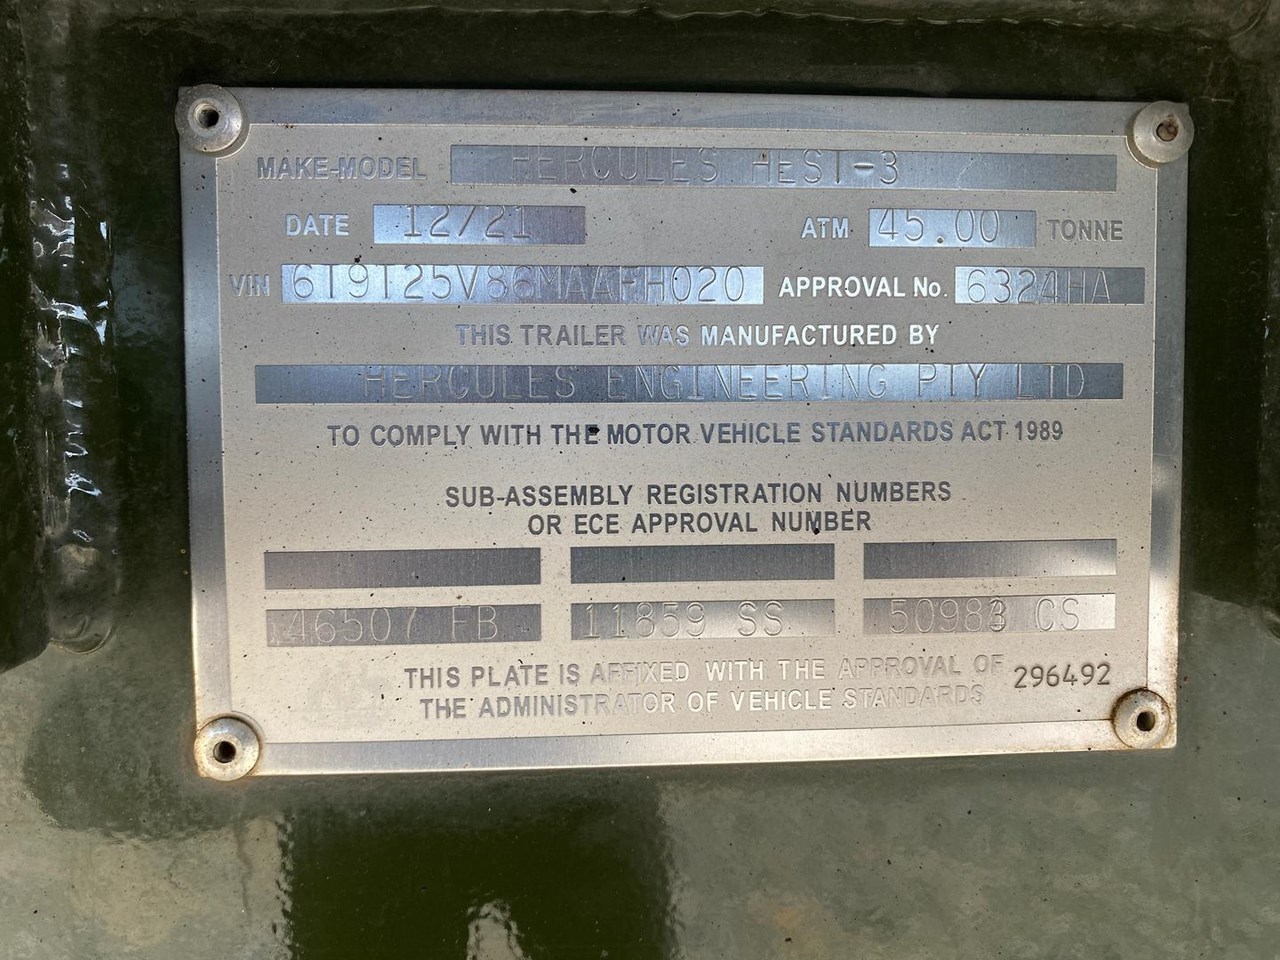 MAKE-MODEL HERCULES HEST-3
DATE 12/21 ATM 45.00 TONNE
VIN 6T9T25V86MAAFH020 APPROVAL No. 6324HA
THIS TRAILER WAS MANUFACTURED BY
HERCULES ENGINEERING PTY LTD
TO COMPLY WITH THE MOTOR VEHICLE STANDARDS ACT 1989
SUB-ASSEMBLY REGISTRATION NUMBERS
OR ECE APPROVAL NUMBER
46507 FB 11859 SS 50983 CS
THIS PLATE IS AFFIXED WITH THE APPROVAL OF 296492
THE ADMINISTRATOR OF VEHICLE STANDARDS